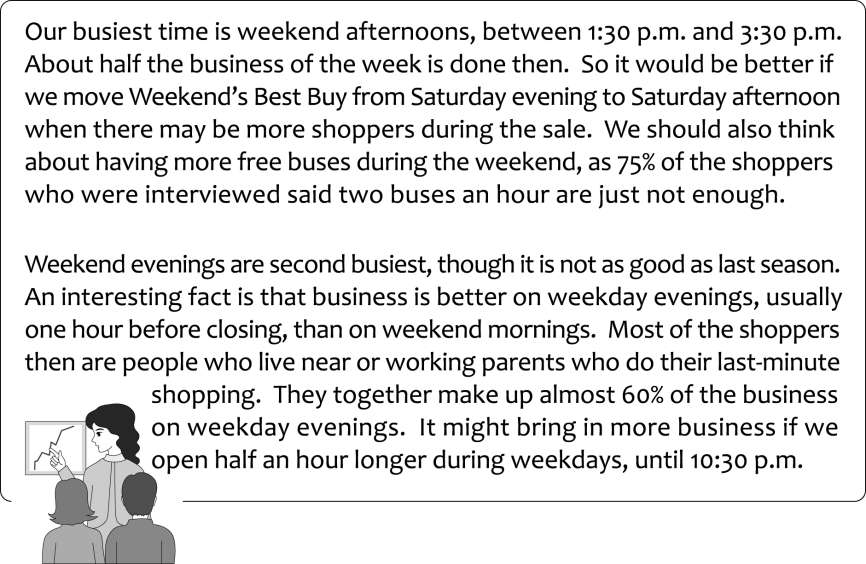 Our busiest time is weekend afternoons, between 1:30 p.m. and 3:30 p.m.
About half the business of the week is done then.  So it would be better if
we move Weekend's Best Buy from Saturday evening to Saturday afternoon
when there may be more shoppers during the sale.  We should also think
about having more free buses during the weekend, as 75% of the shoppers
who were interviewed said two buses an hour are just not enough.
Weekend evenings are second busiest, though it is not as good as last season.
An interesting fact is that business is better on weekday evenings, usually
one hour before closing, than on weekend mornings.  Most of the shoppers
then are people who live near or working parents who do their last-minute
shopping.  They together make up almost 60% of the business
on weekday evenings.  It might bring in more business if we
open half an hour longer during weekdays, until 10:30 p.m.